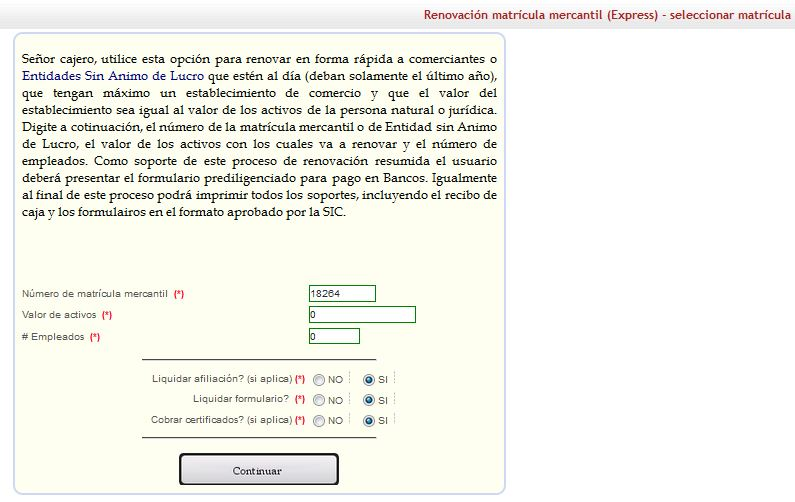 Renovación matrícula mercantil (Express) - seleccionar matrícula
Señor cajero, utilice esta opción para renovar en forma rápida a comerciantes o
Entidades Sin Animo de Lucro que estén al día (deban solamente el último año),
que tengan máximo un establecimiento de comercio y que el valor del
establecimiento sea igual al valor de los activos de la persona natural o jurídica.
Digite a cotinuación, el número de la matrícula mercantil o de Entidad sin Animo
de Lucro, el valor de los activos con los cuales va a renovar y el número de
empleados. Como soporte de este proceso de renovación resumida el usuario
deberá presentar el formulario prediligenciado para pago en Bancos. Igualmente
al final de este proceso podrá imprimir todos los soportes, incluyendo el recibo de
caja y los formulairos en el formato aprobado por la SIC.
Número de matrícula mercantil (*) 18264
Valor de activos (*) 0
# Empleados (*) 0
Liquidar afiliación? (si aplica) (*) NO SI
Liquidar formulario? (*) NO SI
Cobrar certificados? (si aplica) (*) NO SI
Continuar